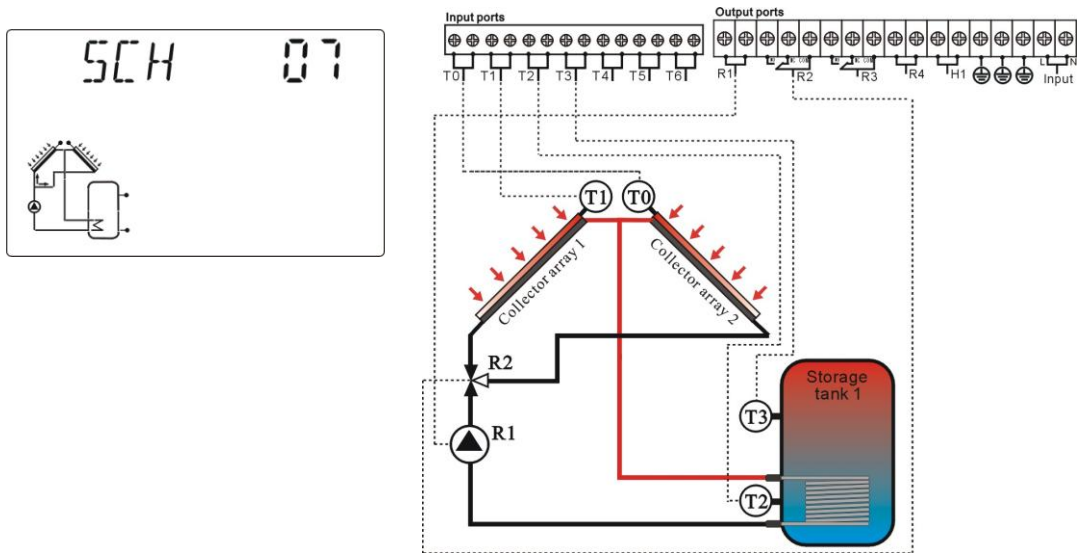 SCH 07
Input ports
T0 T1 T2 T3 T4 T5 T6
Output ports
R1 R2 R3 R4 H1 L N
Input
T1 T0
Collector array 1
Collector array 2
R2
R1
Storage
tank 1
T3
T2